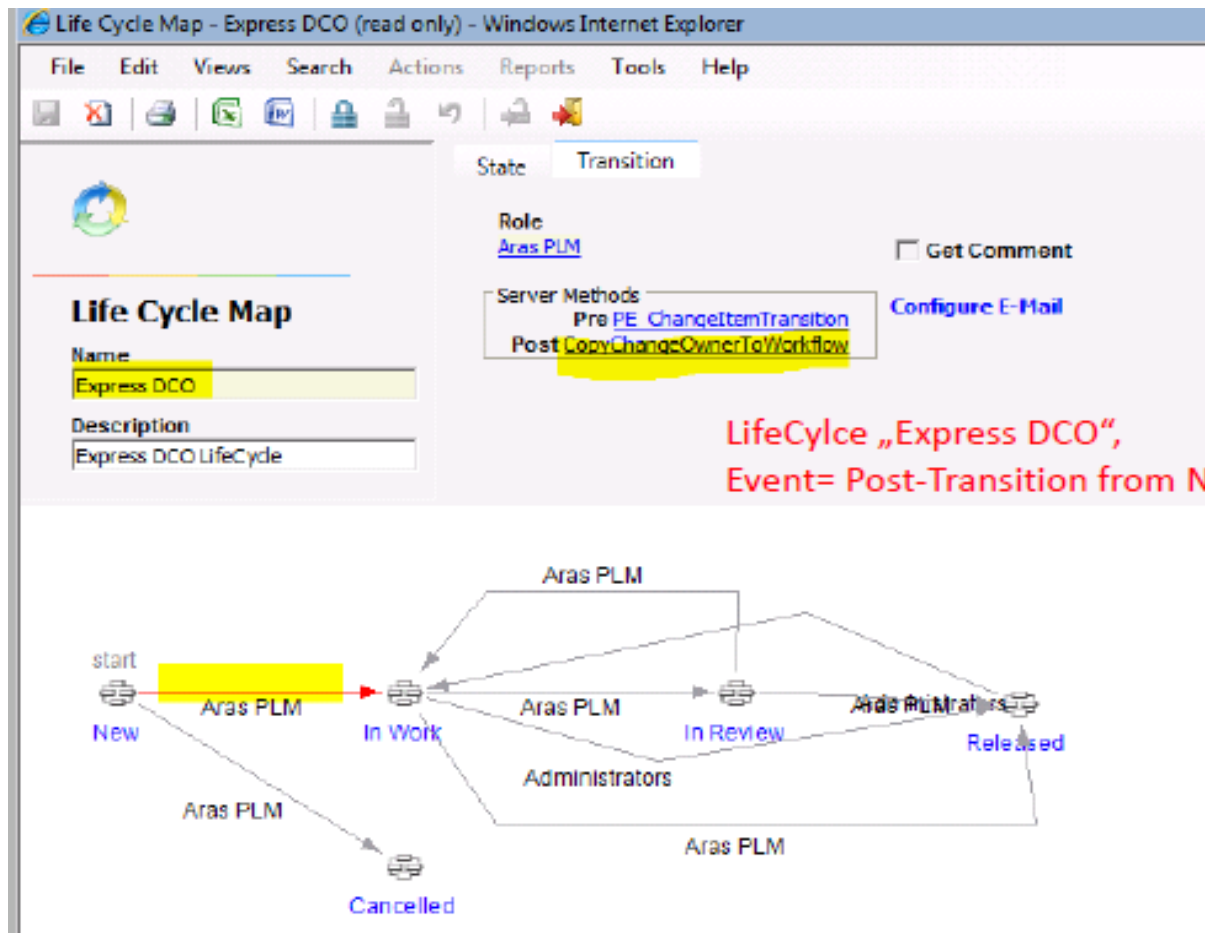 Life Cycle Map - Express DCO (read only) - Windows Internet Explorer
File Edit Views Search Actions Reports Tools Help
State Transition
Role
Aras PLM
Get Comment
Server Methods
Pre PE_ChangeItemTransition
Configure E-Mail
Post CopyChangeOwnerToWorkflow
Life Cycle Map
Name
Express DCO
Description
Express DCO LifeCycle
LifeCylce „Express DCO“,
Event= Post-Transition from N
Aras PLM
start
Aras PLM
Aras PLM
New
In Work
In Review
Released
Administrators
Aras PLM
Aras PLM
Cancelled